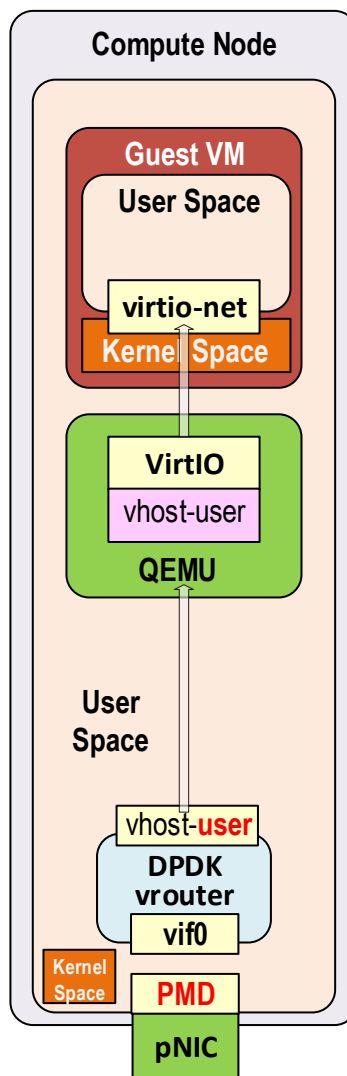 Compute Node
Guest VM
User Space
virtio-net
Kernel Space
VirtIO
vhost-user
QEMU
User
Space
vhost-user
DPDK
vrouter
vif0
Kernel
Space
PMD
pNIC